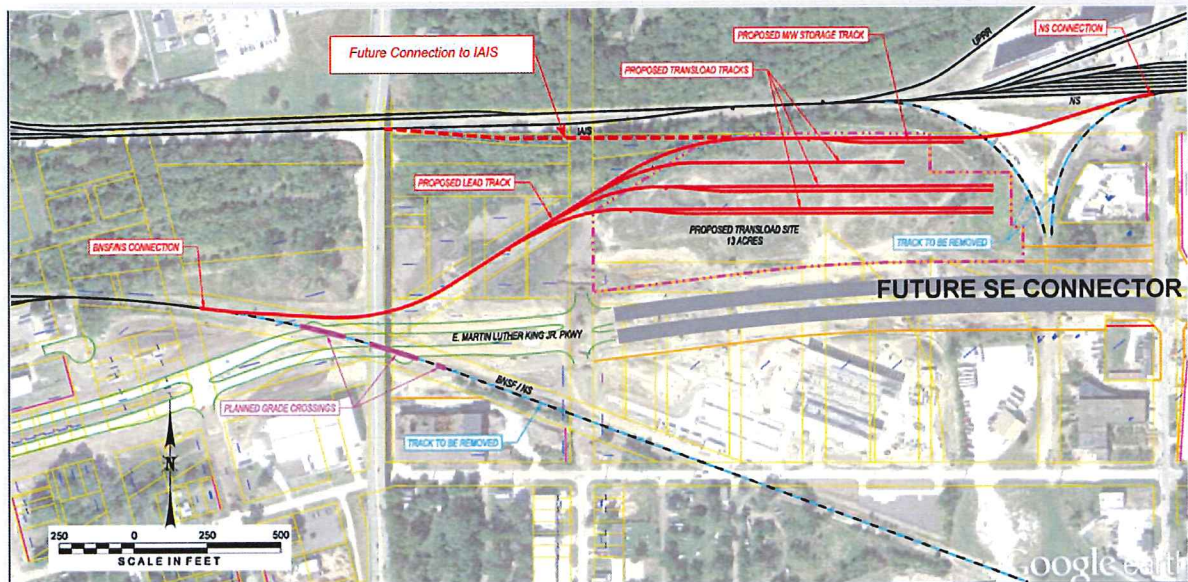 UPRR
NS CONNECTION
PROPOSED M/W STORAGE TRACK
Future Connection to IAIS
PROPOSED TRANSLOAD TRACKS
NS
IAIS
PROPOSED LEAD TRACK
PROPOSED TRANSLOAD SITE
13 ACRES
TRACK TO BE REMOVED
BNSF/NS CONNECTION
FUTURE SE CONNECTOR
E. MARTIN LUTHER KING JR. PKWY
BNSF / NS
PLANNED GRADE CROSSINGS
TRACK TO BE REMOVED
N
250 0 250 500
SCALE IN FEET
Google earth